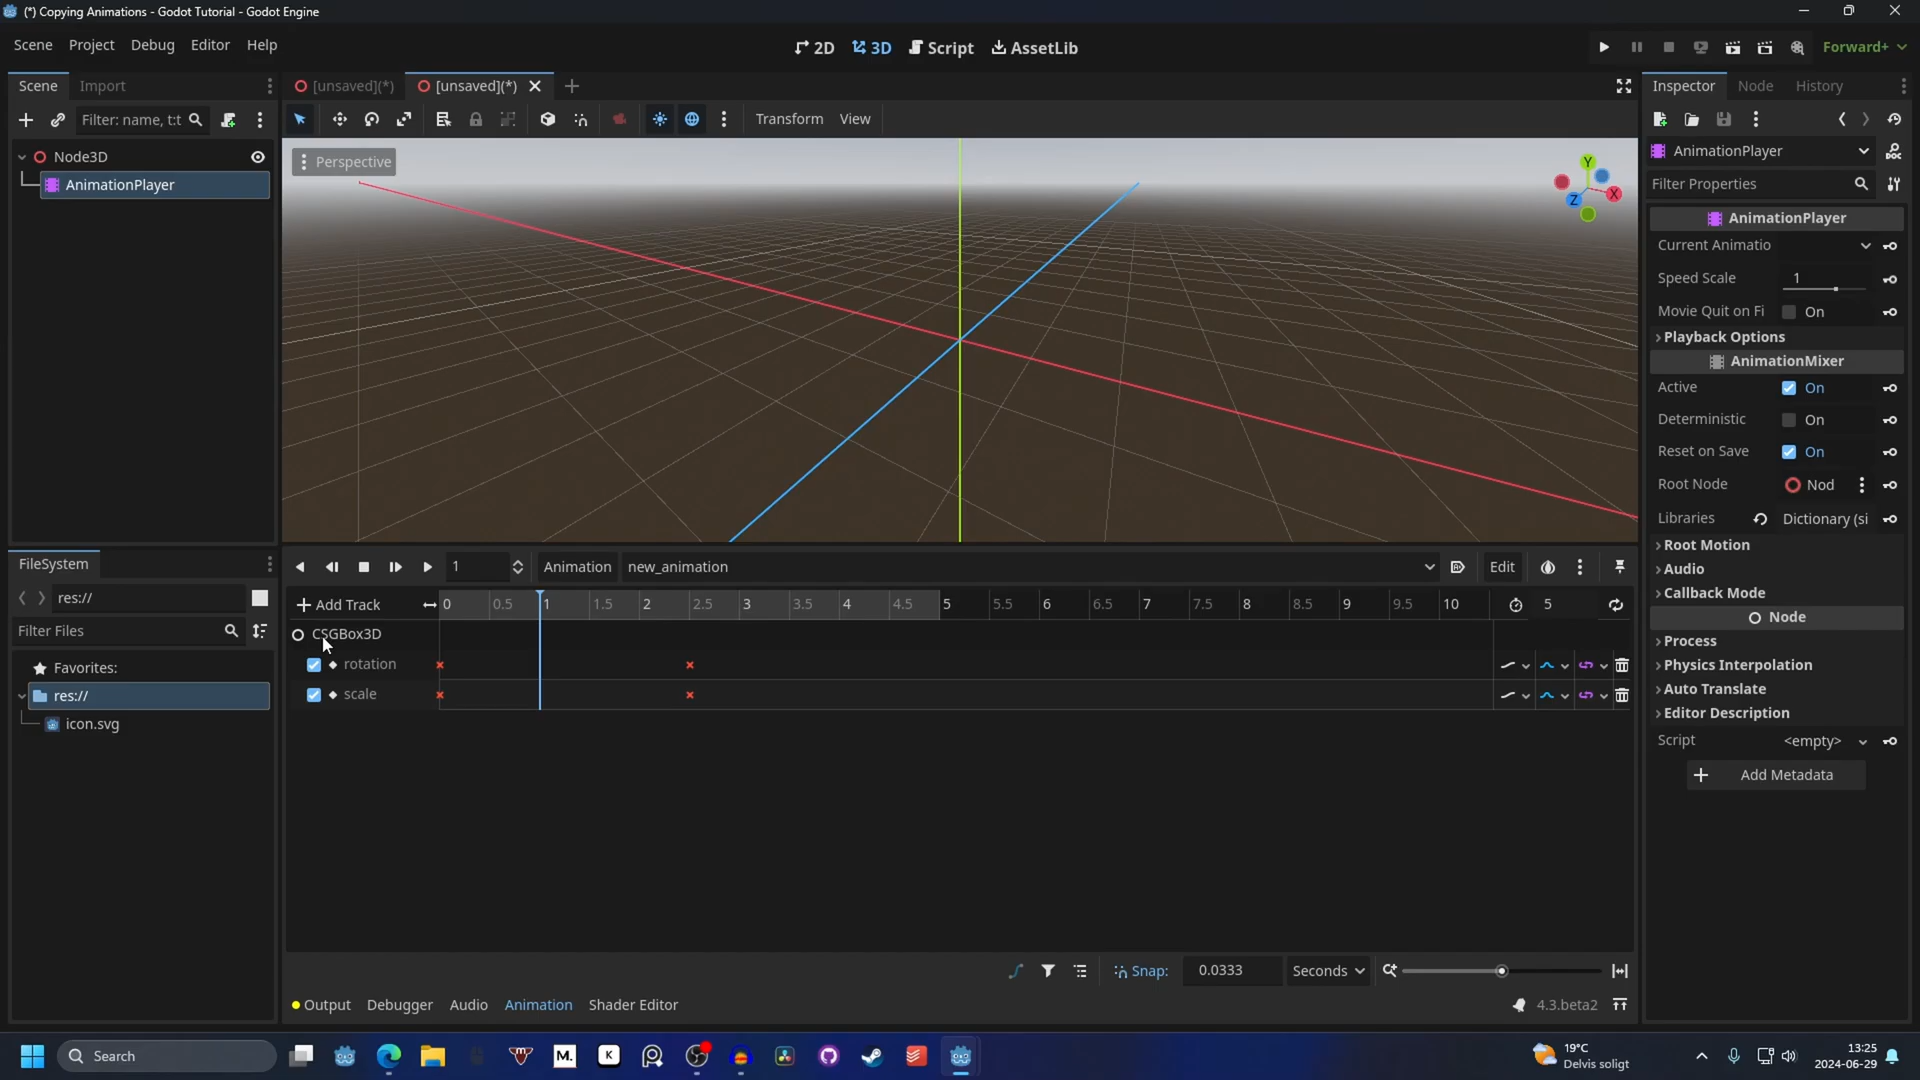 (*) Copying Animations - Godot Tutorial - Godot Engine
Scene Project Debug Editor Help
2D 3D Script AssetLib
Forward+
Scene Import
[unsaved](*) [unsaved](*)
Inspector Node History
Filter: name, t:t
Transform View
Node3D
AnimationPlayer
Perspective
Y
X
Z
AnimationPlayer
Filter Properties
AnimationPlayer
Current Animatio
Speed Scale 1
Movie Quit on Fi On
Playback Options
AnimationMixer
Active On
Deterministic On
Reset on Save On
Root Node Nod
Libraries Dictionary (si
Root Motion
Audio
Callback Mode
Node
Process
Physics Interpolation
Auto Translate
Editor Description
Script <empty>
Add Metadata
FileSystem
res://
Filter Files
Favorites:
res://
icon.svg
1 Animation new_animation Edit
Add Track 0 0.5 1 1.5 2 2.5 3 3.5 4 4.5 5 5.5 6 6.5 7 7.5 8 8.5 9 9.5 10 5
CSGBox3D
rotation
scale
Snap: 0.0333 Seconds
Output Debugger Audio Animation Shader Editor
4.3.beta2
Search
M.
K
19°C
Delvis soligt
13:25
2024-06-29